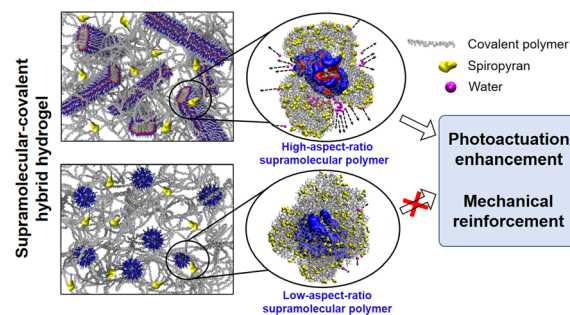 Supramolecular-covalent
hybrid hydrogel
High-aspect-ratio
supramolecular polymer
Low-aspect-ratio
supramolecular polymer
Covalent polymer
Spiropyran
Water
Photoactuation
enhancement
Mechanical
reinforcement